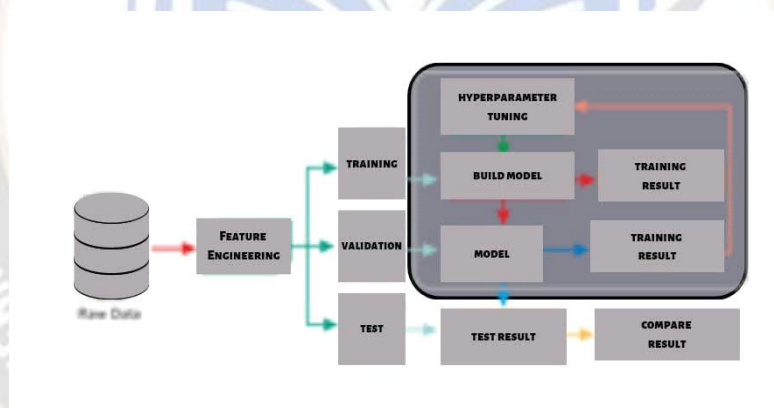 HYPERPARAMETER
TUNING
TRAINING
BUILD MODEL
TRAINING
RESULT
FEATURE
ENGINEERING
VALIDATION
MODEL
TRAINING
RESULT
Raw Data
TEST
TEST RESULT
COMPARE
RESULT